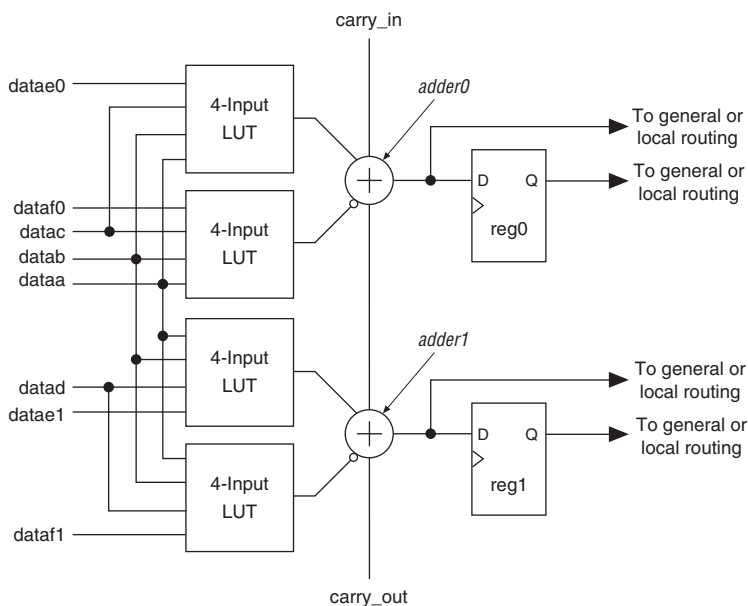 carry_in
adder0
datae0
4-Input
LUT
To general or
local routing
D Q
reg0
To general or
local routing
dataf0
datac
datab
dataa
4-Input
LUT
adder1
4-Input
LUT
To general or
local routing
datad
datae1
D Q
reg1
To general or
local routing
4-Input
LUT
dataf1
carry_out